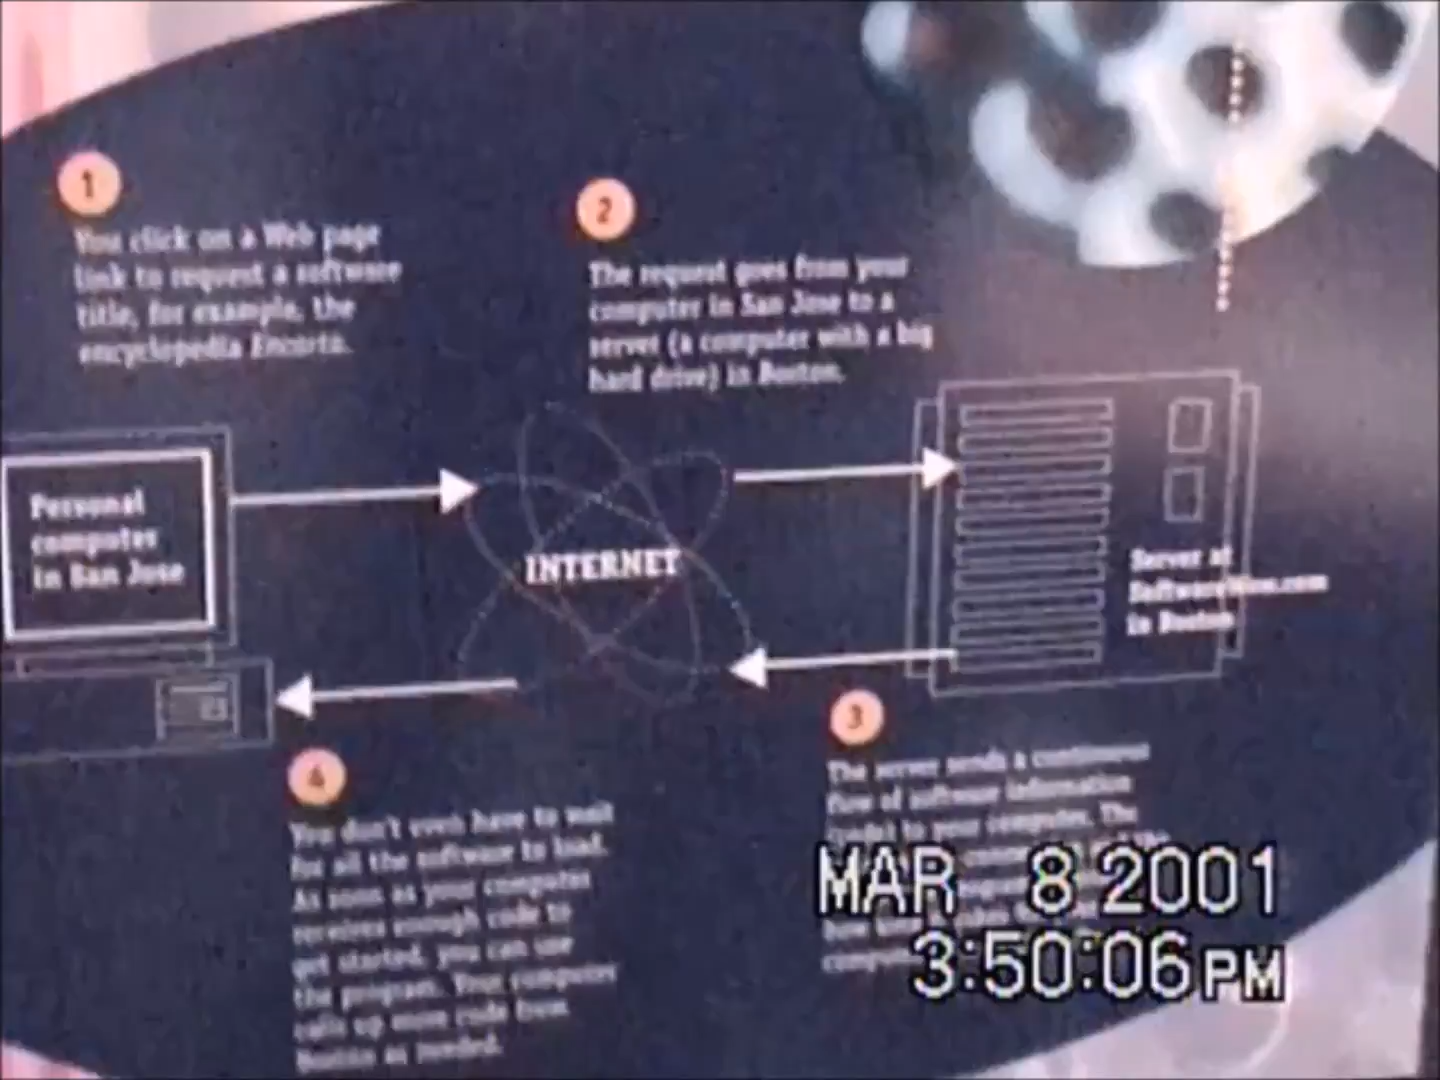 1
You click on a Web page
link to request a software
title, for example, the
encyclopedia Encarta.
2
The request goes from your
computer in San Jose to a
server (a computer with a big
hard drive) in Boston.
Personal
computer
in San Jose
INTERNET
Server at
in Boston
3
The server sends a continuous
flow of software information
(code) to your computer. The
4
You don't even have to wait
for all the software to load.
As soon as your computer
receives enough code to
get started, you can use
the program. Your computer
calls up more code from
Boston as needed.
MAR 8 2001
3:50:06 PM